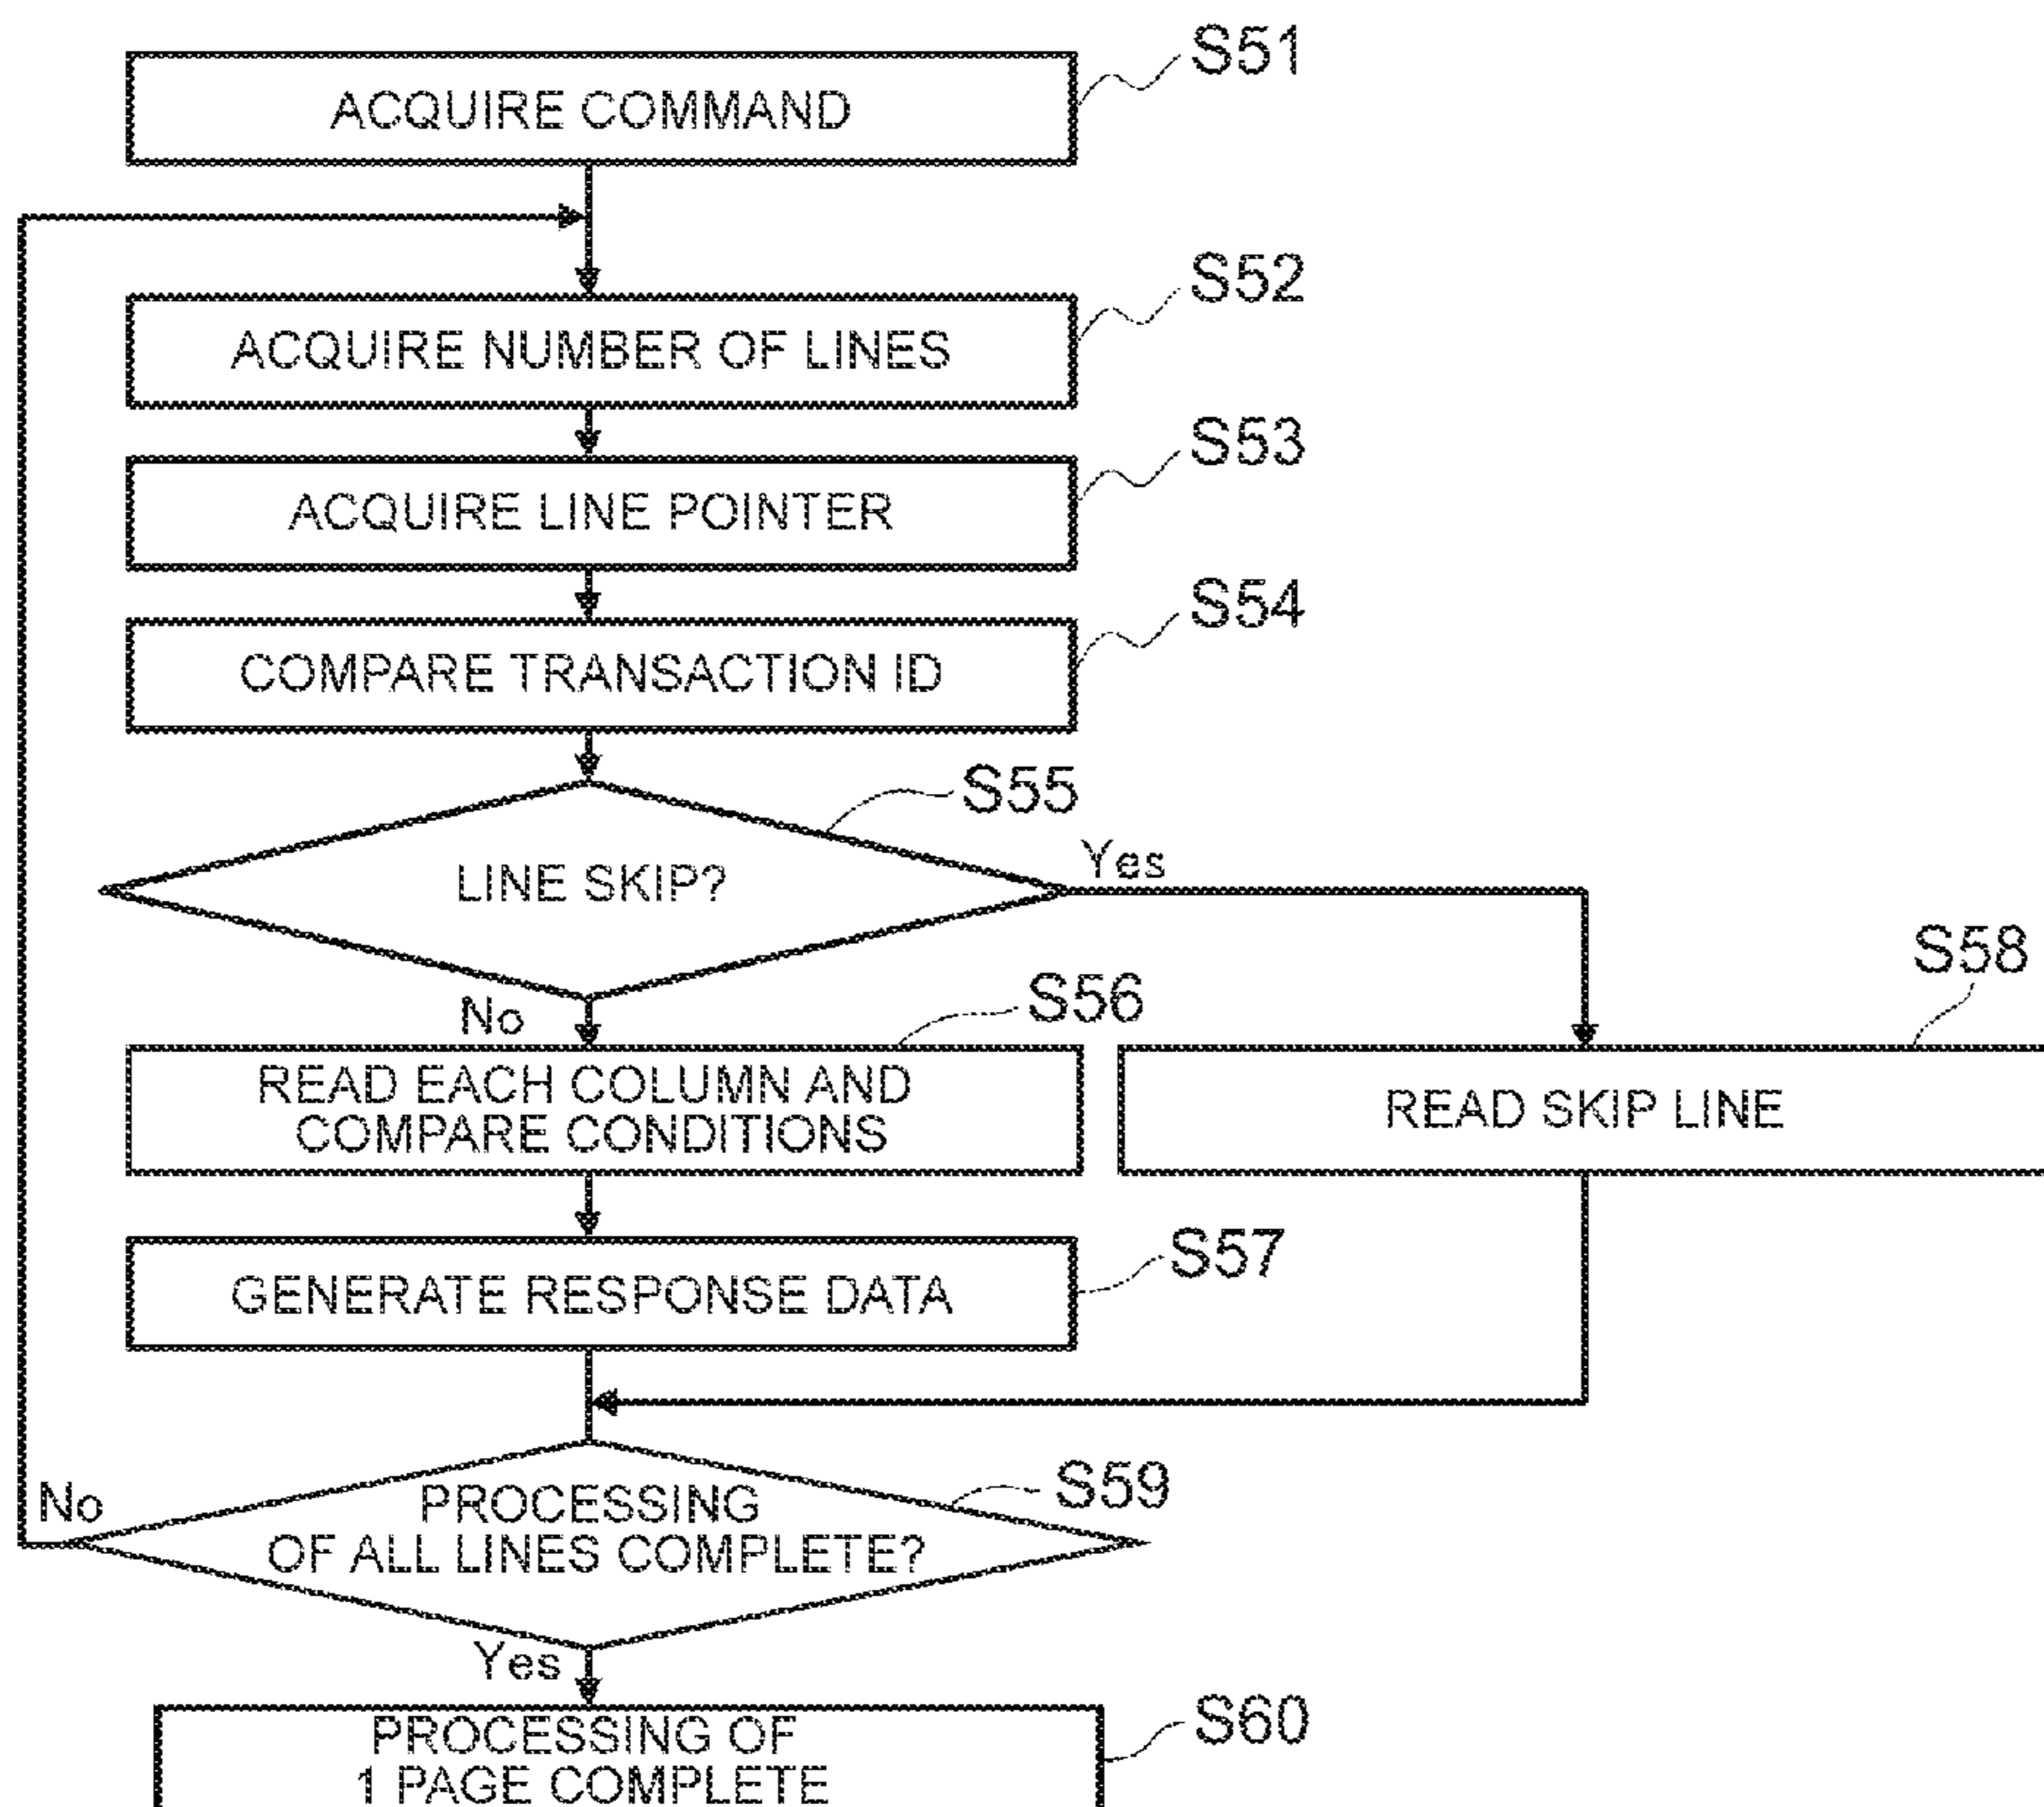 S51
ACQUIRE COMMAND
S52
ACQUIRE NUMBER OF LINES
S53
ACQUIRE LINE POINTER
S54
COMPARE TRANSACTION ID
S55
LINE SKIP?
Yes
No
S56
READ EACH COLUMN AND
COMPARE CONDITIONS
S58
READ SKIP LINE
S57
GENERATE RESPONSE DATA
S59
No
PROCESSING
OF ALL LINES COMPLETE?
Yes
S60
PROCESSING OF
1 PAGE COMPLETE